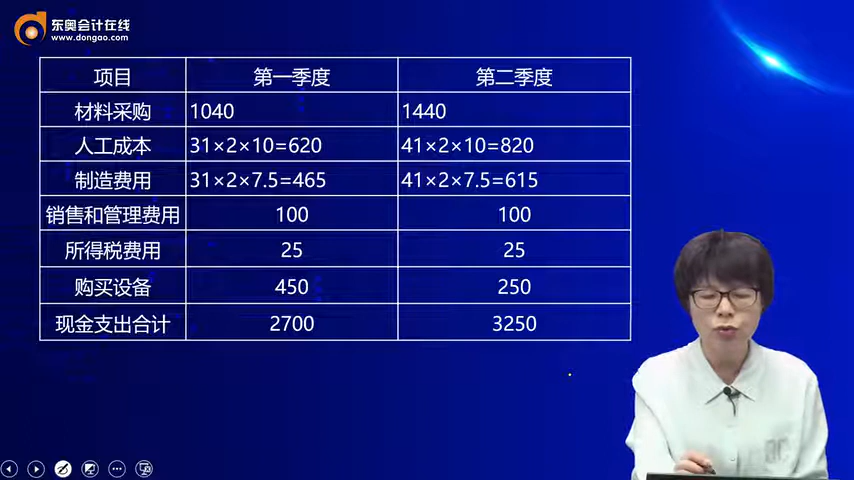 东奥会计在线
www.dongao.com
项目 第一季度 第二季度
材料采购 1040 1440
人工成本 31×2×10=620 41×2×10=820
制造费用 31×2×7.5=465 41×2×7.5=615
销售和管理费用 100 100
所得税费用 25 25
购买设备 450 250
现金支出合计 2700 3250